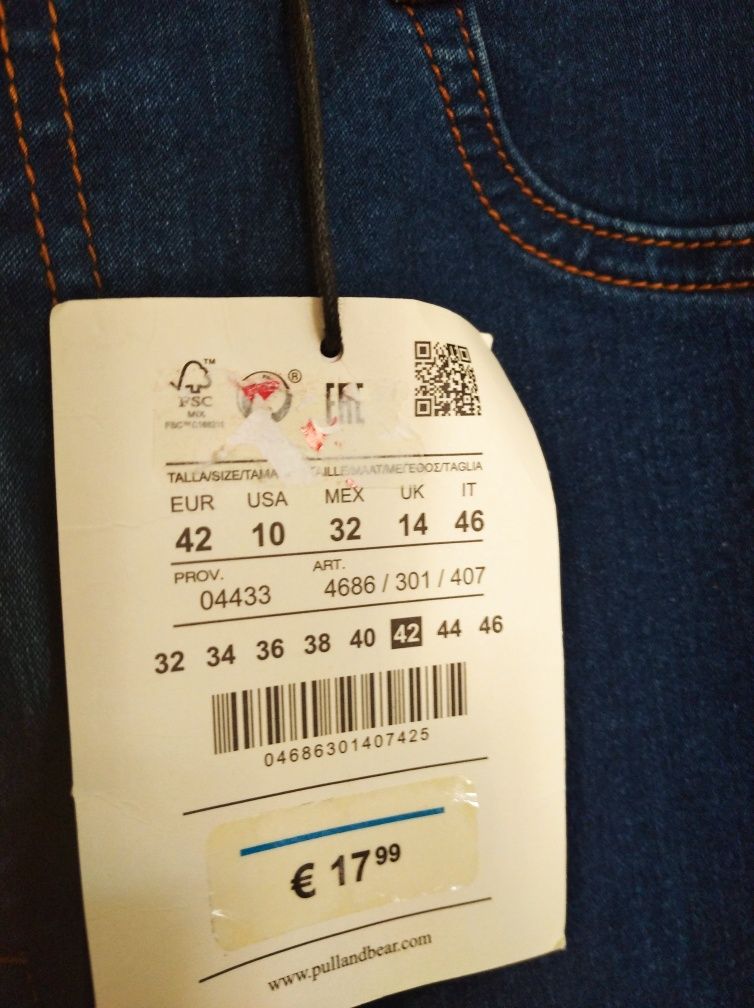 ™
FSC
MIX
®
EAC
TALLA/SIZE/TAMA TAILLE/MAAT/ΜΕΓΕΘΟΣ/TAGLIA
EUR USA MEX UK IT
42 10 32 14 46
PROV. ART.
04433 4686 / 301 / 407
32 34 36 38 40 42 44 46
04686301407425
€ 17 99
www.pullandbear.com